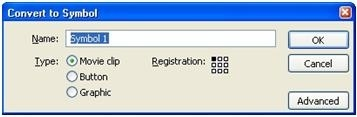 Convert to Symbol
Name: Symbol 1
OK
Type: Movie clip Registration:
Cancel
Button
Graphic
Advanced